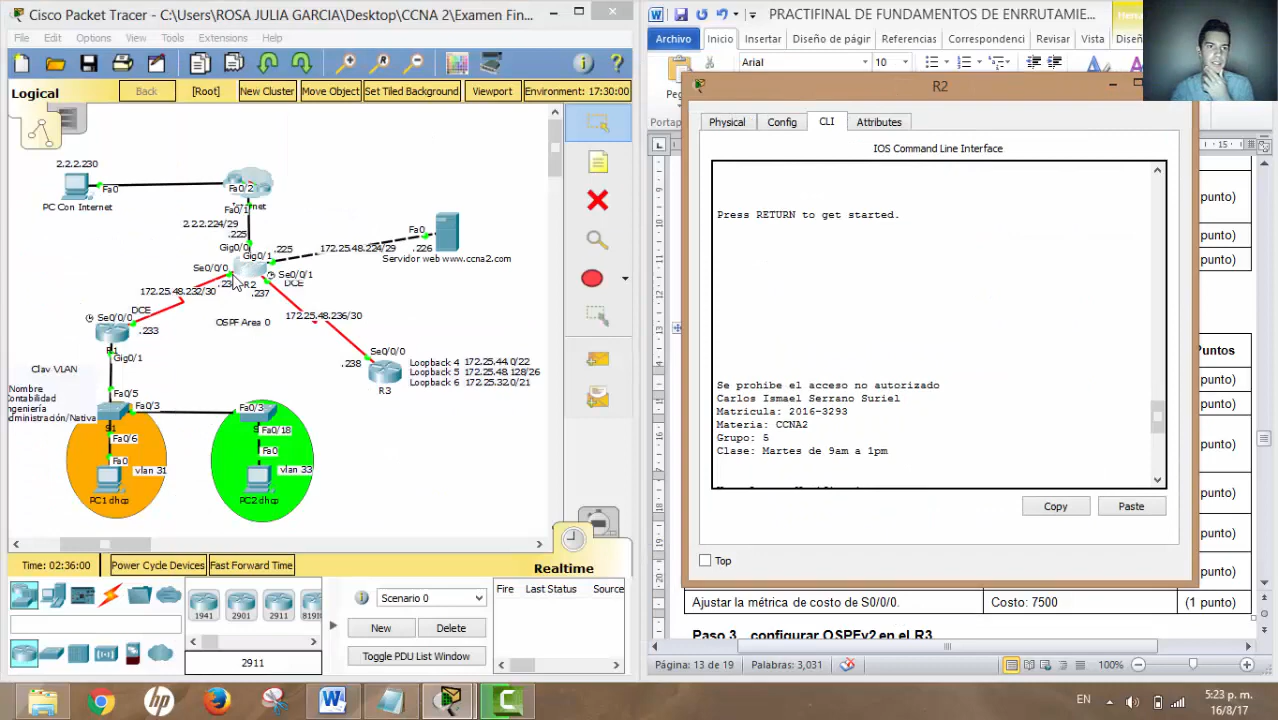 Cisco Packet Tracer - C:\Users\ROSA JULIA GARCIA\Desktop\CCNA 2\Examen Fin...
File Edit Options View Tools Extensions Help
Logical
Back
[Root]
New Cluster
Move Object
Set Tiled Background
Viewport
Environment: 17:30:00
2.2.2.230
Fa0
PC Con Internet
Fa0/2
Fa0/1
2.2.2.224/29
.225
Gig0/0
Gig0/1
.225
172.25.48.224/29
Fa0
.226
Servidor web www.ccna2.com
Se0/0/0
R2
Se0/0/1
DCE
.237
172.25.48.232/30
DCE
Se0/0/0
.233
R1
Gig0/1
OSPF Area 0
172.25.48.236/30
Se0/0/0
.238
R3
Loopback 4 172.25.44.0/22
Loopback 5 172.25.48.128/26
Loopback 6 172.25.32.0/21
Clav VLAN
Nombre
Contabilidad
Ingeniería
dministración/Nativa
Fa0/5
Fa0/3
S1
Fa0/6
Fa0
vlan 31
PC1 dhcp
Fa0/3
Fa0/18
Fa0
vlan 33
PC2 dhcp
Time: 02:36:00
Power Cycle Devices
Fast Forward Time
Realtime
1941
2901
2911
2911
Scenario 0
New
Delete
Toggle PDU List Window
Fire
Last Status
Source
PRACTIFINAL DE FUNDAMENTOS DE ENRRUTAMIE...
Archivo
Inicio
Insertar
Diseño de págir
Referencias
Correspondenci
Revisar
Vista
Arial
10
Portap
R2
Physical
Config
CLI
Attributes
IOS Command Line Interface
Press RETURN to get started.
Se prohibe el acceso no autorizado
Carlos Ismael Serrano Suriel
Matricula: 2016-3293
Materia: CCNA2
Grupo: 5
Clase: Martes de 9am a 1pm
Copy
Paste
Top
punto)
punto)
punto)
Puntos
punto)
punto)
punto)
punto)
punto)
punto)
Ajustar la métrica de costo de S0/0/0.
Costo: 7500
(1 punto)
Paso 3. configurar OSPFv2 en el R3
Página: 13 de 19
Palabras: 3,031
100%
EN
5:23 p. m.
16/8/17